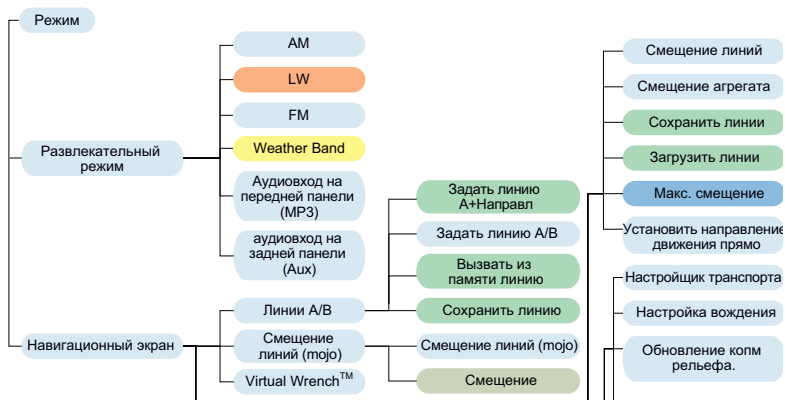 Режим
Развлекательный
режим
AM
LW
FM
Weather Band
Аудиовход на
передней панели
(MP3)
аудиовход на
задней панели
(Aux)
Навигационный экран
Линии A/B
Смещение
линий (mojo)
Virtual Wrench™
Задать линию
A+Направл
Задать линию A/B
Вызвать из
памяти линию
Сохранить линию
Смещение линий (mojo)
Смещение
Смещение линий
Смещение агрегата
Сохранить линии
Загрузить линии
Макс. смещение
Установить направление
движения прямо
Настройщик транспорта
Настройка вождения
Обновление копм
рельефа.